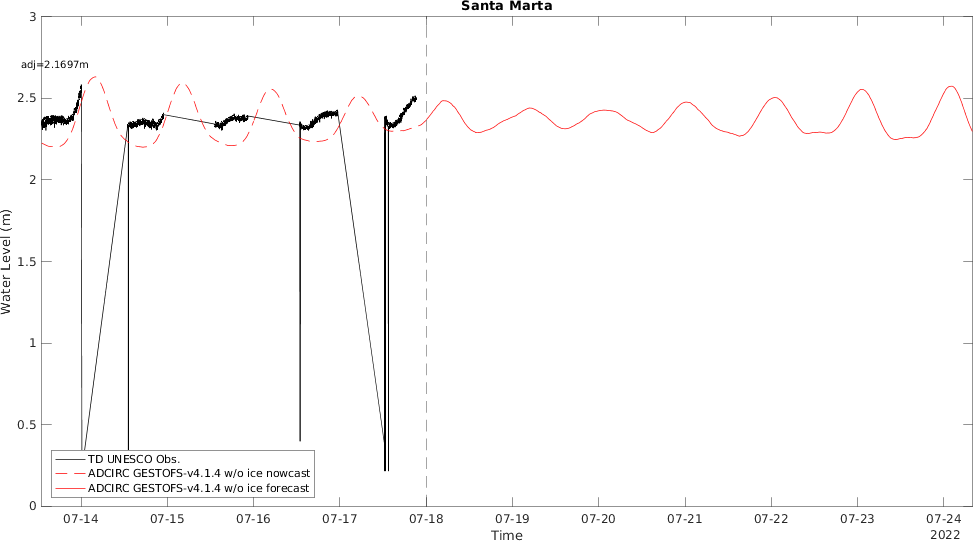 Santa Marta
3
adj=2.1697m
2.5
2
1.5
1
0.5
0
Water Level (m)
TD UNESCO Obs.
ADCIRC GESTOFS-v4.1.4 w/o ice nowcast
ADCIRC GESTOFS-v4.1.4 w/o ice forecast
07-14 07-15 07-16 07-17 07-18 07-19 07-20 07-21 07-22 07-23 07-24
Time
2022